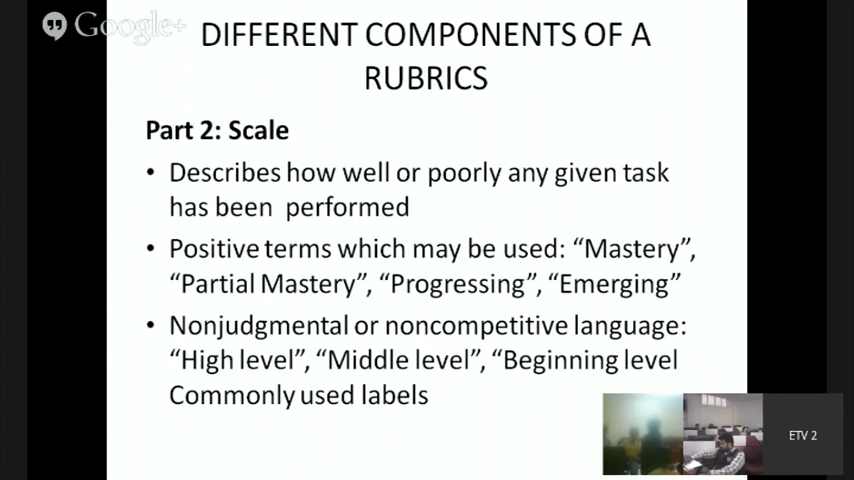 Google+
DIFFERENT COMPONENTS OF A
RUBRICS
Part 2: Scale
• Describes how well or poorly any given task
has been performed
• Positive terms which may be used: “Mastery”,
“Partial Mastery”, “Progressing”, “Emerging”
• Nonjudgmental or noncompetitive language:
“High level”, “Middle level”, “Beginning level
Commonly used labels
ETV 2